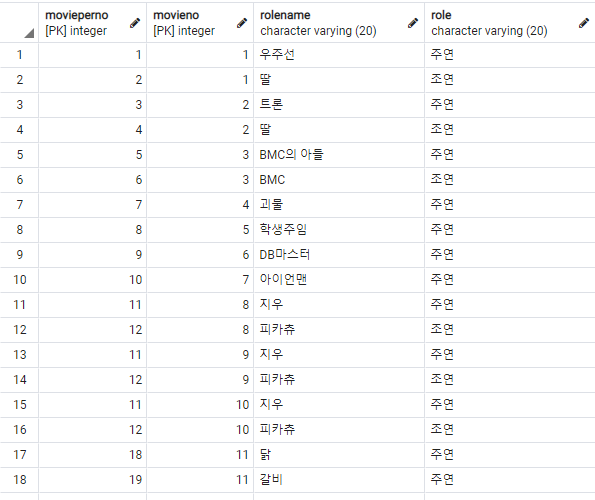 movieperno movieno rolename role
[PK] integer [PK] integer character varying (20) character varying (20)
1 1 1 우주선 주연
2 2 1 딸 조연
3 3 2 트론 주연
4 4 2 딸 조연
5 5 3 BMC의 아들 주연
6 6 3 BMC 조연
7 7 4 괴물 주연
8 8 5 학생주임 주연
9 9 6 DB마스터 주연
10 10 7 아이언맨 주연
11 11 8 지우 주연
12 12 8 피카츄 조연
13 11 9 지우 주연
14 12 9 피카츄 조연
15 11 10 지우 주연
16 12 10 피카츄 조연
17 18 11 닭 주연
18 19 11 갈비 주연